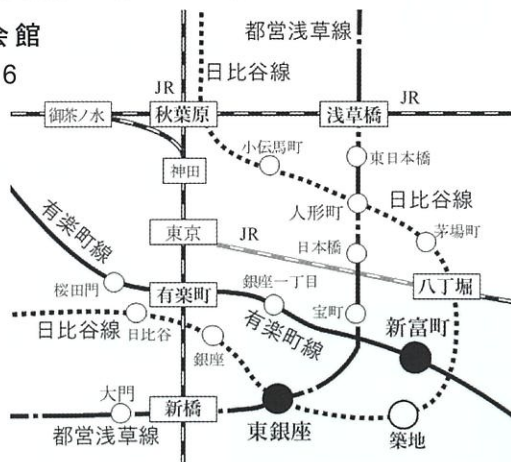 会館
6
都営浅草線
日比谷線
JR
JR
御茶ノ水
秋葉原
浅草橋
小伝馬町
東日本橋
神田
日比谷線
人形町
有楽町線
東京
JR
日本橋
茅場町
桜田門
有楽町
銀座一丁目
八丁堀
宝町
日比谷線
日比谷
有楽町線
新富町
銀座
大門
新橋
都営浅草線
東銀座
築地